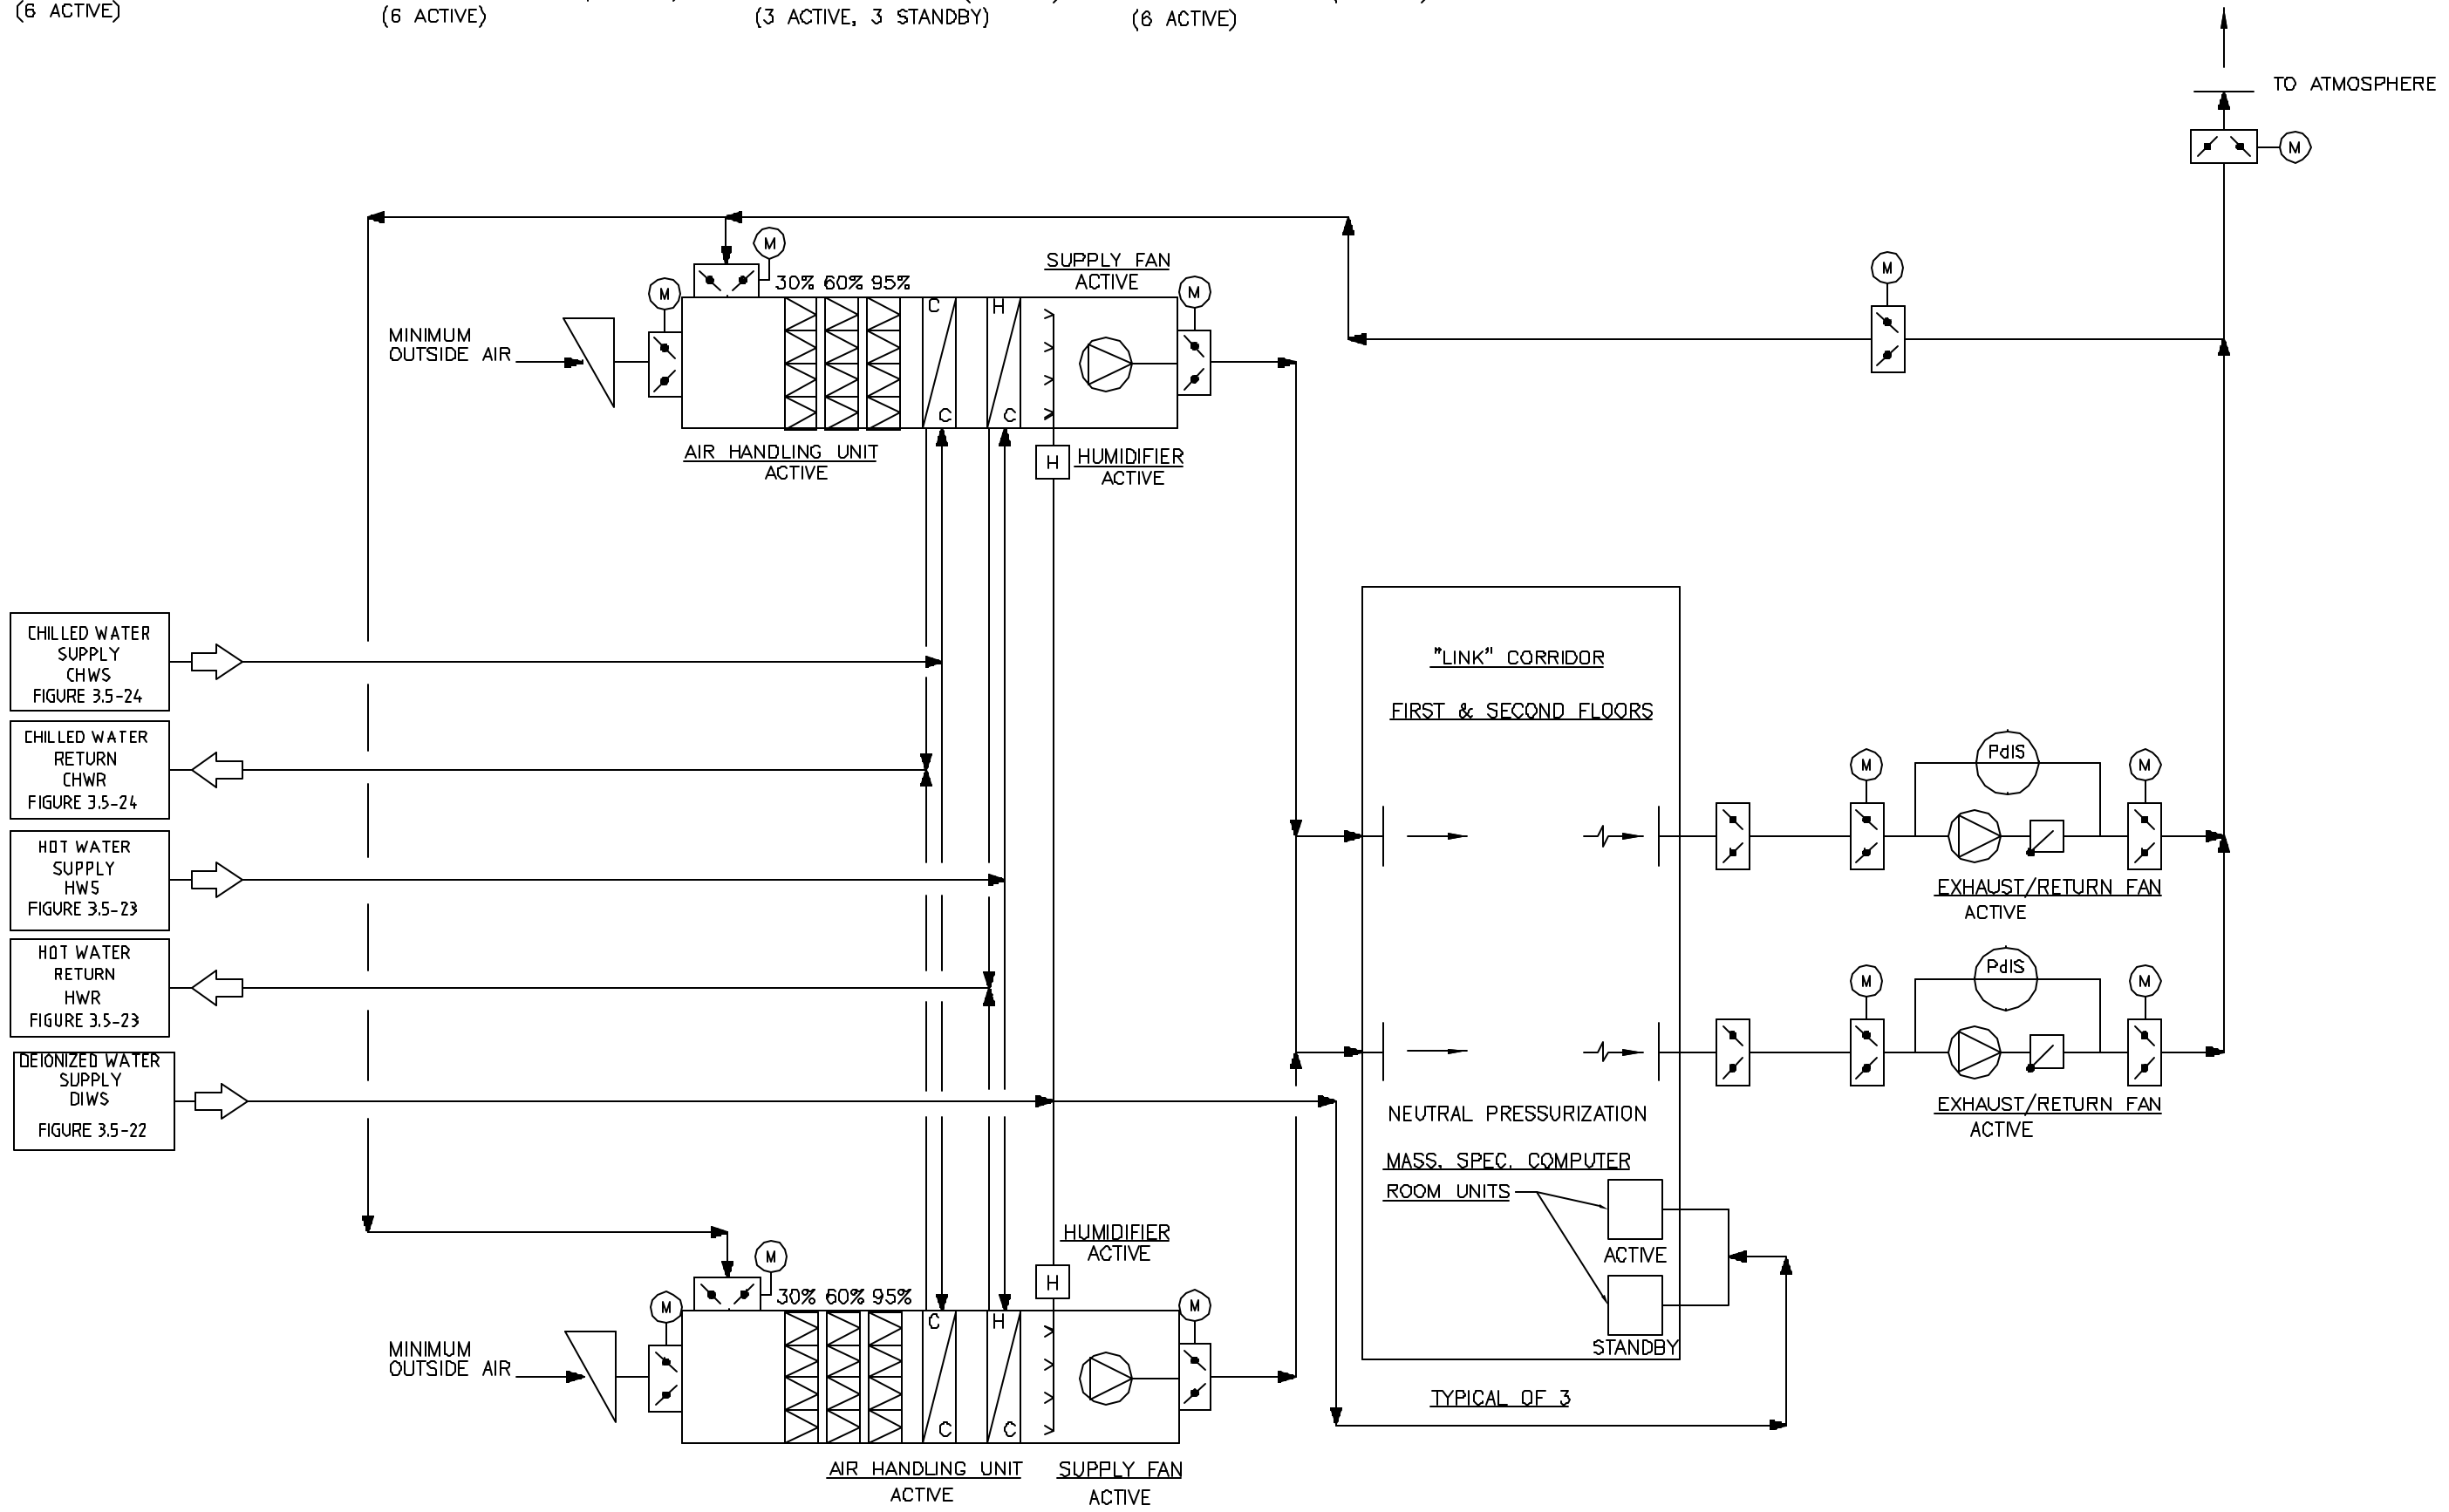 (6 ACTIVE)
(6 ACTIVE)
(3 ACTIVE, 3 STANDBY)
(6 ACTIVE)
TO ATMOSPHERE
M
M
M
30% 60% 95%
SUPPLY FAN
ACTIVE
M
M
MINIMUM
OUTSIDE AIR
C
C
H
C
AIR HANDLING UNIT
ACTIVE
H
HUMIDIFIER
ACTIVE
M
CHILLED WATER
SUPPLY
CHWS
FIGURE 3.5-24
CHILLED WATER
RETURN
CHWR
FIGURE 3.5-24
HOT WATER
SUPPLY
HWS
FIGURE 3.5-23
HOT WATER
RETURN
HWR
FIGURE 3.5-23
DEIONIZED WATER
SUPPLY
DIWS
FIGURE 3.5-22
"LINK" CORRIDOR
FIRST & SECOND FLOORS
M
PdIS
M
EXHAUST/RETURN FAN
ACTIVE
M
PdIS
M
EXHAUST/RETURN FAN
ACTIVE
NEUTRAL PRESSURIZATION
MASS. SPEC. COMPUTER
ROOM UNITS
ACTIVE
STANDBY
TYPICAL OF 3
HUMIDIFIER
ACTIVE
H
M
M
30% 60% 95%
M
MINIMUM
OUTSIDE AIR
C
C
H
C
AIR HANDLING UNIT
ACTIVE
SUPPLY FAN
ACTIVE